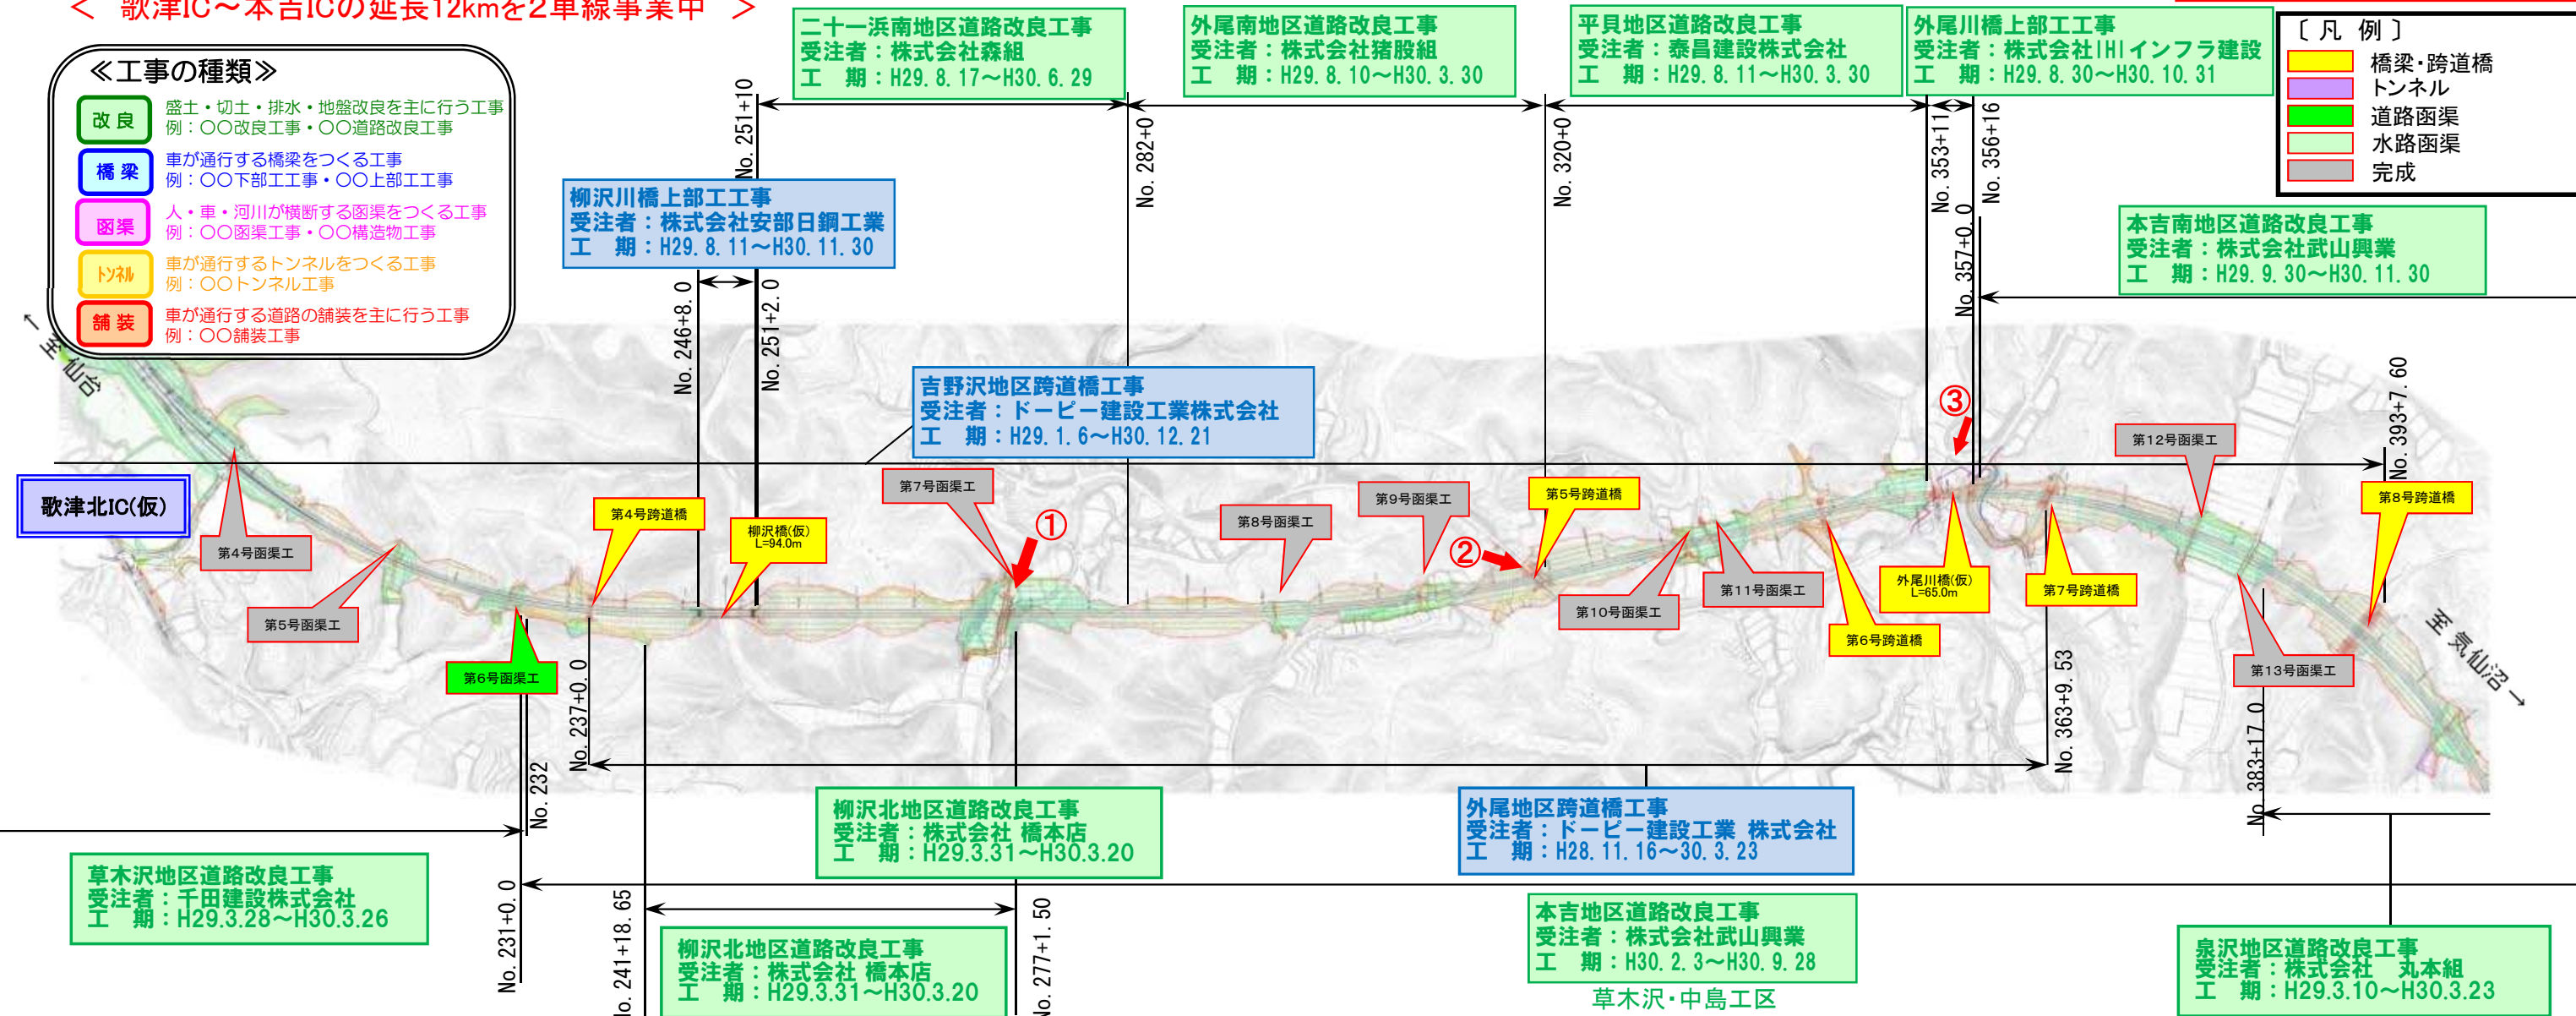 ＜ 歌津IC～本吉ICの延長12kmを2車線事業中 ＞
≪工事の種類≫
改良
盛土・切土・排水・地盤改良を主に行う工事
例：〇〇改良工事・〇〇道路改良工事
橋梁
車が通行する橋梁をつくる工事
例：〇〇下部工工事・〇〇上部工工事
函渠
人・車・河川が横断する函渠をつくる工事
例：〇〇函渠工事・〇〇構造物工事
トンネル
車が通行するトンネルをつくる工事
例：〇〇トンネル工事
舗装
車が通行する道路の舗装を主に行う工事
例：〇〇舗装工事
二十一浜南地区道路改良工事
受注者：株式会社森組
工　期：H29.8.17～H30.6.29
外尾南地区道路改良工事
受注者：株式会社猪股組
工　期：H29.8.10～H30.3.30
平貝地区道路改良工事
受注者：泰昌建設株式会社
工　期：H29.8.11～H30.3.30
外尾川橋上部工工事
受注者：株式会社IHIインフラ建設
工　期：H29.8.30～H30.10.31
〔 凡 例 〕
橋梁・跨道橋
トンネル
道路函渠
水路函渠
完成
No.251+10
No.282+0
No.320+0
No.353+11
No.356+16
No.357+0.0
柳沢川橋上部工工事
受注者：株式会社安部日鋼工業
工　期：H29.8.11～H30.11.30
本吉南地区道路改良工事
受注者：株式会社武山興業
工　期：H29.9.30～H30.11.30
No.246+8.0
No.251+2.0
吉野沢地区跨道橋工事
受注者：ドーピー建設工業株式会社
工　期：H29.1.6～H30.12.21
No.393+7.60
←至 仙台
歌津北IC(仮)
第4号函渠工
第5号函渠工
第6号函渠工
第4号跨道橋
柳沢橋(仮)
L=94.0m
第7号函渠工
①
第8号函渠工
第9号函渠工
②
第5号跨道橋
第10号函渠工
第11号函渠工
第6号跨道橋
③
外尾川橋(仮)
L=65.0m
第7号跨道橋
第12号函渠工
第13号函渠工
第8号跨道橋
至 気仙沼→
No.232
No.237+0.0
No.363+9.53
No.383+17.0
柳沢北地区道路改良工事
受注者：株式会社 橋本店
工　期：H29.3.31～H30.3.20
外尾地区跨道橋工事
受注者：ドーピー建設工業 株式会社
工　期：H28.11.16～30.3.23
草木沢地区道路改良工事
受注者：千田建設株式会社
工　期：H29.3.28～H30.3.26
No.231+0.0
No.241+18.65
No.277+1.50
柳沢北地区道路改良工事
受注者：株式会社 橋本店
工　期：H29.3.31～H30.3.20
本吉地区道路改良工事
受注者：株式会社武山興業
工　期：H30.2.3～H30.9.28
草木沢・中島工区
泉沢地区道路改良工事
受注者：株式会社　丸本組
工　期：H29.3.10～H30.3.23